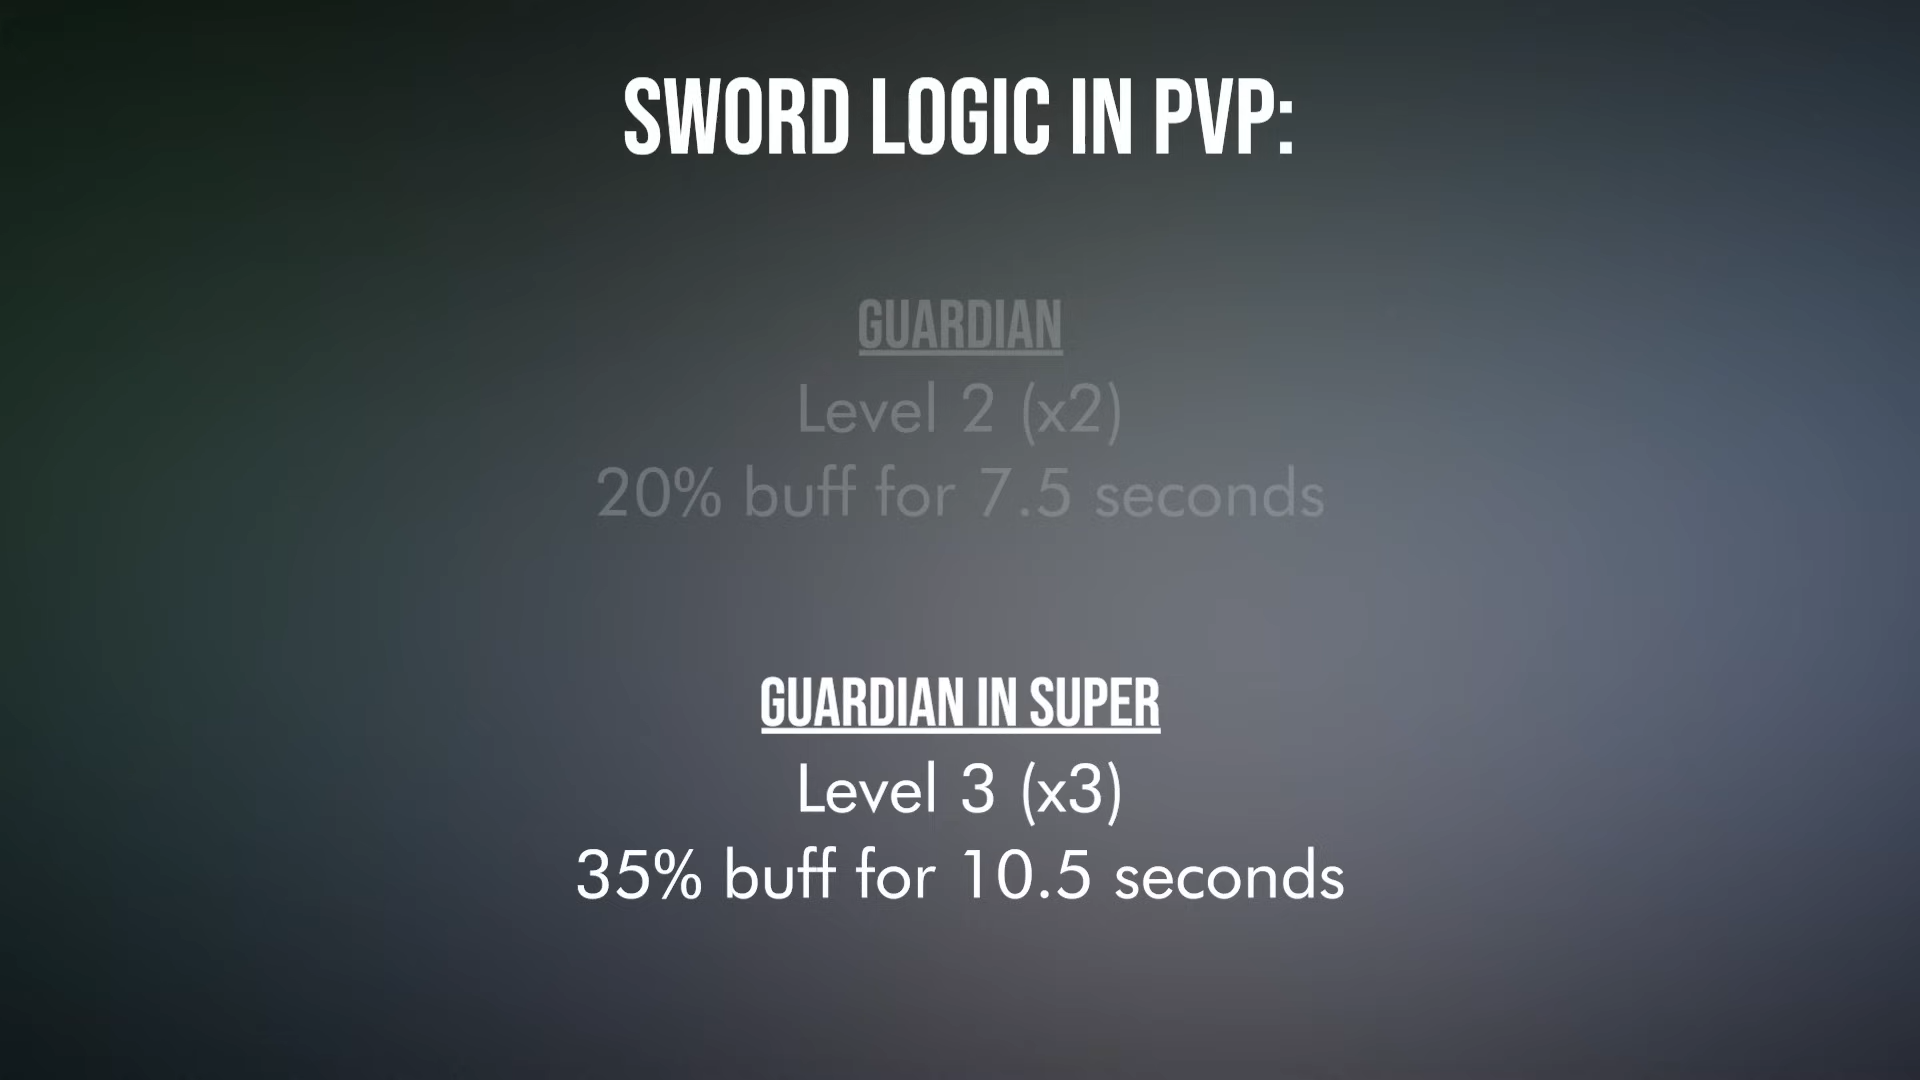 SWORD LOGIC IN PVP:
GUARDIAN
Level 2 (x2)
20% buff for 7.5 seconds
GUARDIAN IN SUPER
Level 3 (x3)
35% buff for 10.5 seconds